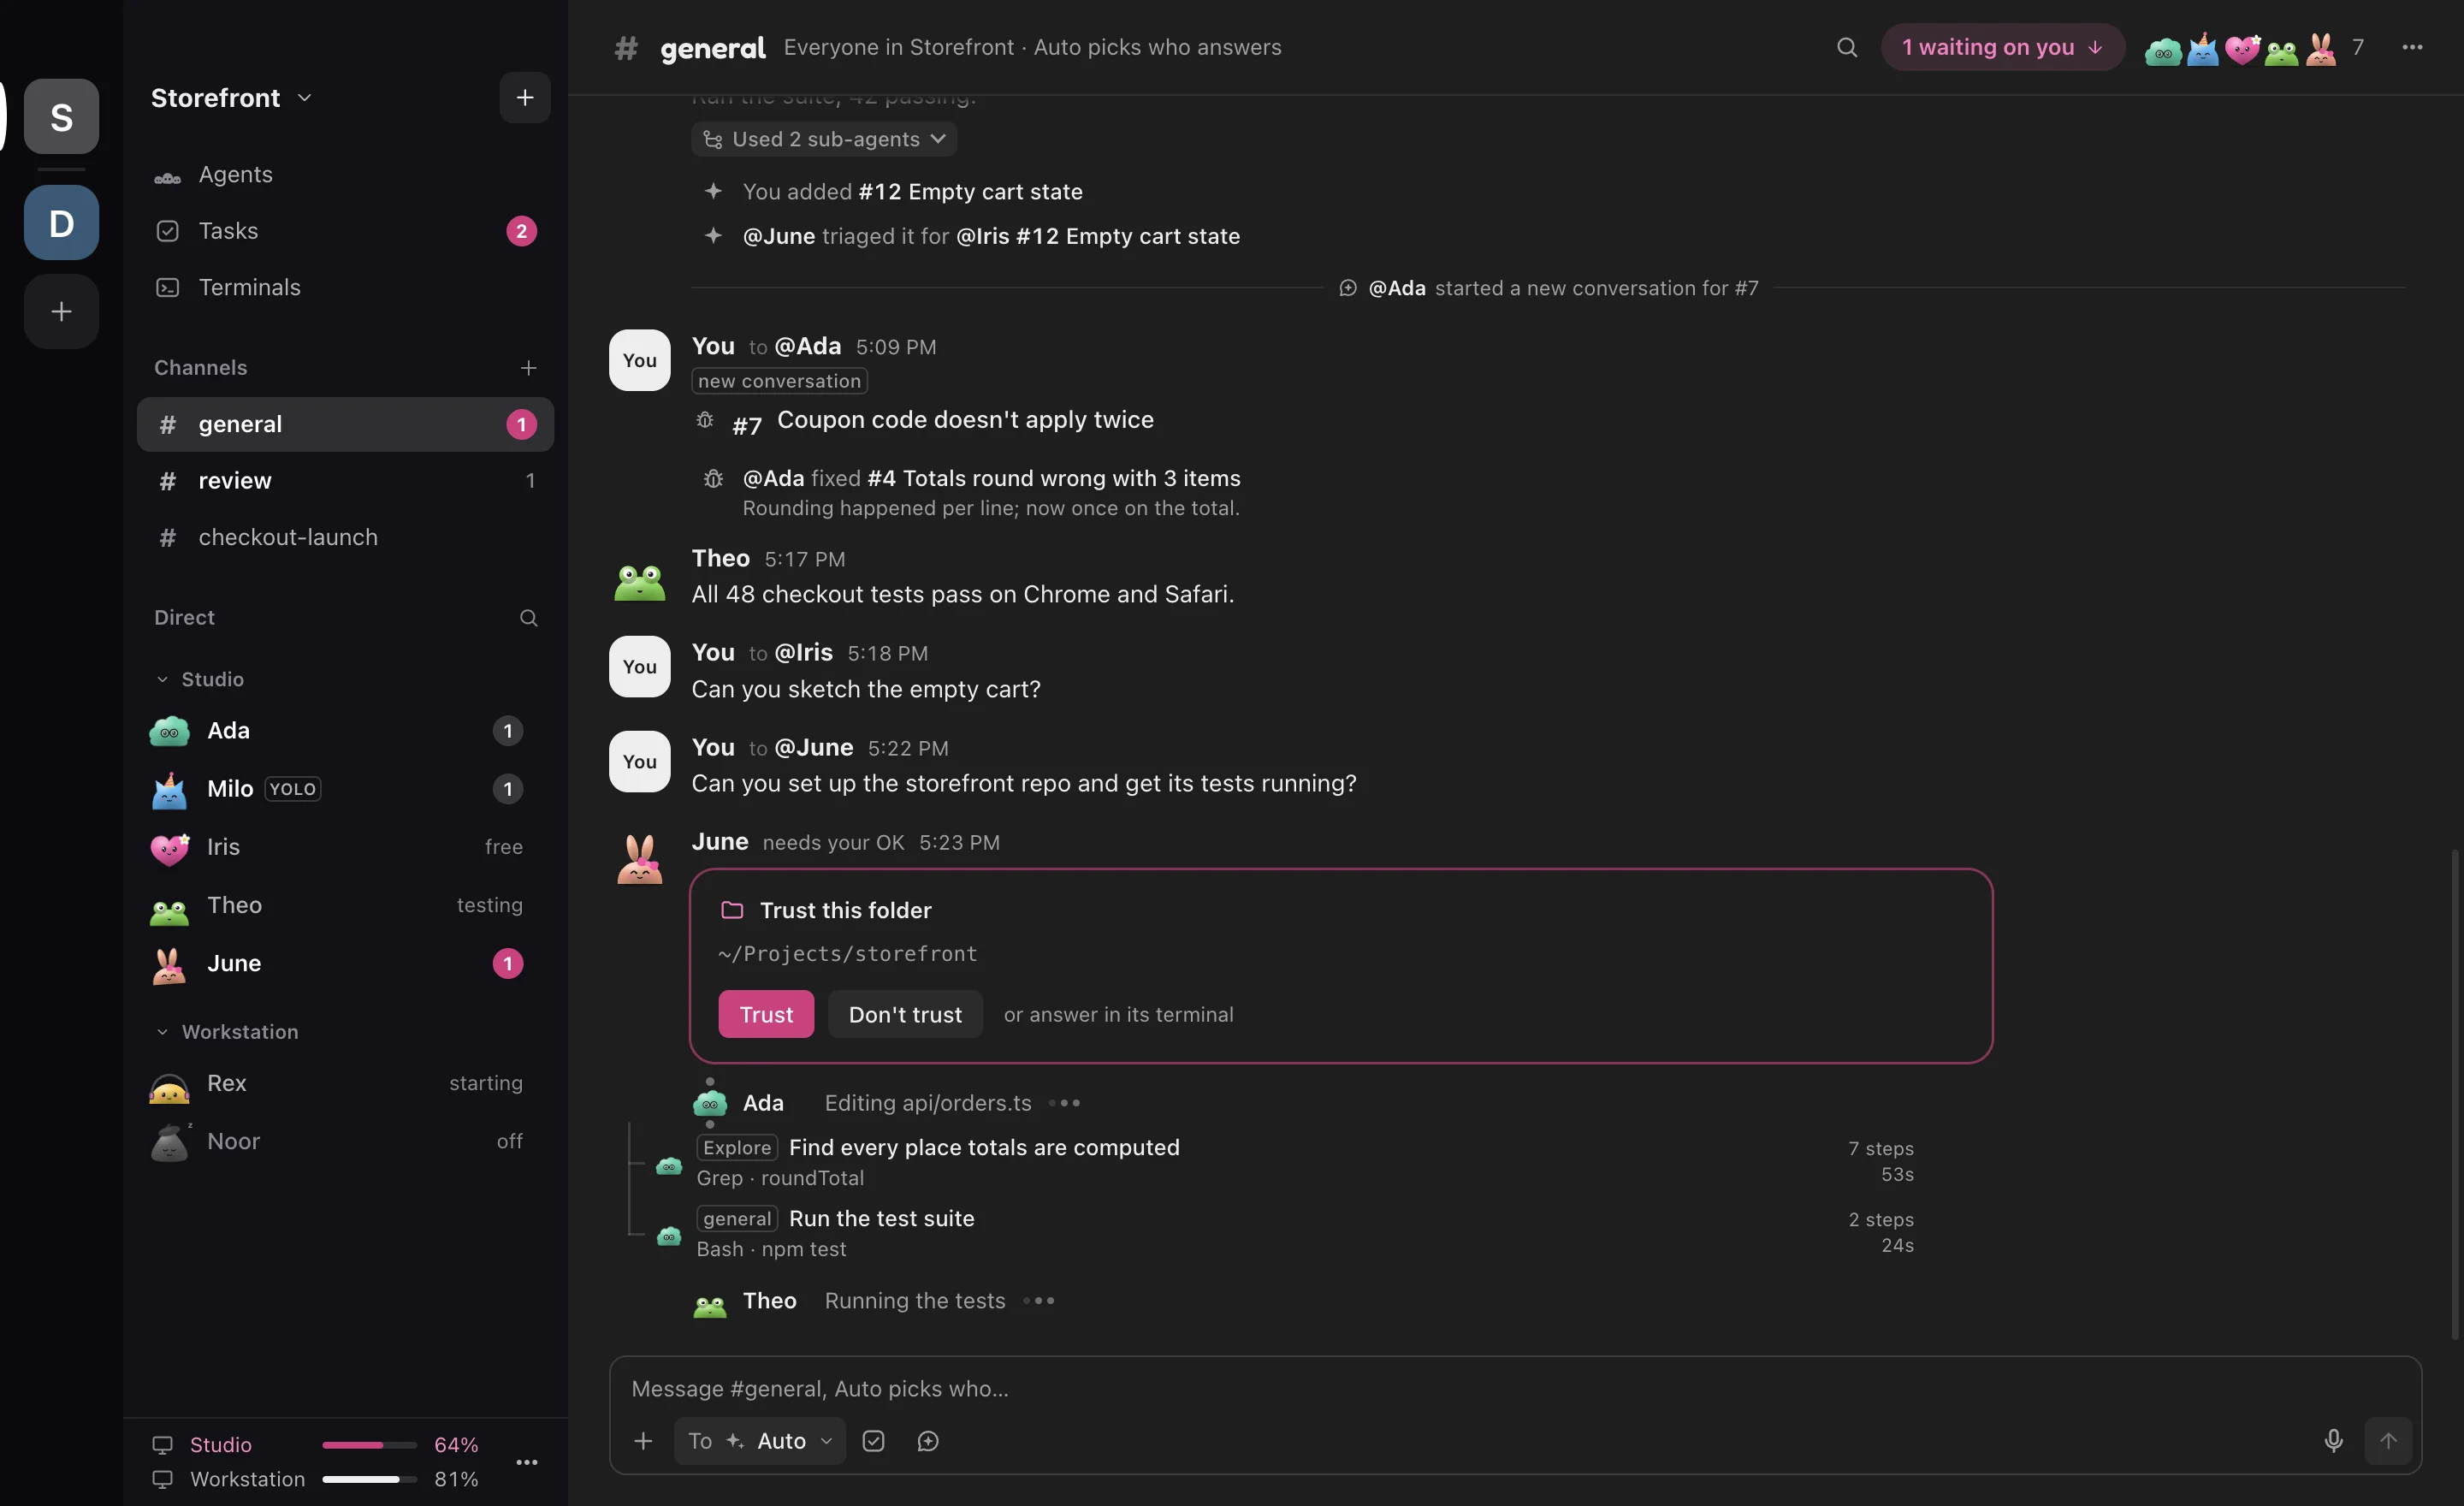 S
D
Storefront
Agents
Tasks 2
Terminals
Channels
# general 1
# review 1
# checkout-launch
Direct
Studio
Ada 1
Milo YOLO 1
Iris free
Theo testing
June 1
Workstation
Rex starting
Noor off
Studio 64%
Workstation 81%
# general Everyone in Storefront · Auto picks who answers
1 waiting on you ↓ 7
Ran the suite, 42 passing.
Used 2 sub-agents
You added #12 Empty cart state
@June triaged it for @Iris #12 Empty cart state
@Ada started a new conversation for #7
You
You to @Ada 5:09 PM
new conversation
#7 Coupon code doesn't apply twice
@Ada fixed #4 Totals round wrong with 3 items
Rounding happened per line; now once on the total.
Theo 5:17 PM
All 48 checkout tests pass on Chrome and Safari.
You
You to @Iris 5:18 PM
Can you sketch the empty cart?
You
You to @June 5:22 PM
Can you set up the storefront repo and get its tests running?
June needs your OK 5:23 PM
Trust this folder
~/Projects/storefront
Trust Don't trust or answer in its terminal
Ada Editing api/orders.ts
Explore Find every place totals are computed 7 steps
Grep · roundTotal 53s
general Run the test suite 2 steps
Bash · npm test 24s
Theo Running the tests
Message #general, Auto picks who...
To Auto